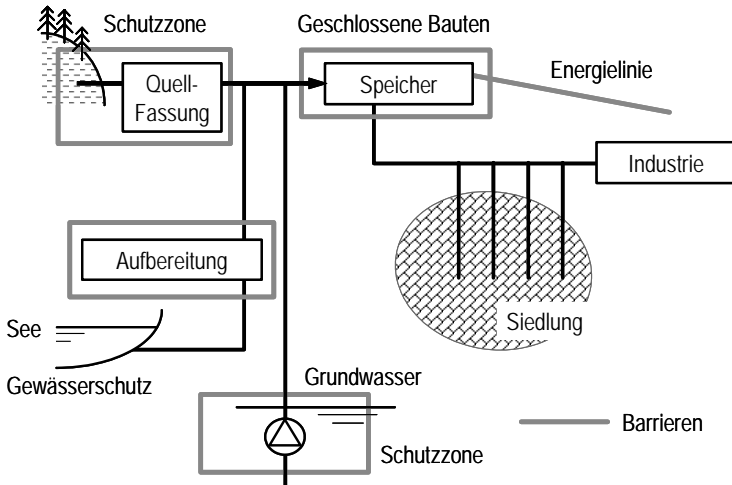 Schutzzone
Geschlossene Bauten
Quell-
Fassung
Speicher
Energielinie
Industrie
Aufbereitung
See
Siedlung
Gewässerschutz
Grundwasser
Barrieren
Schutzzone